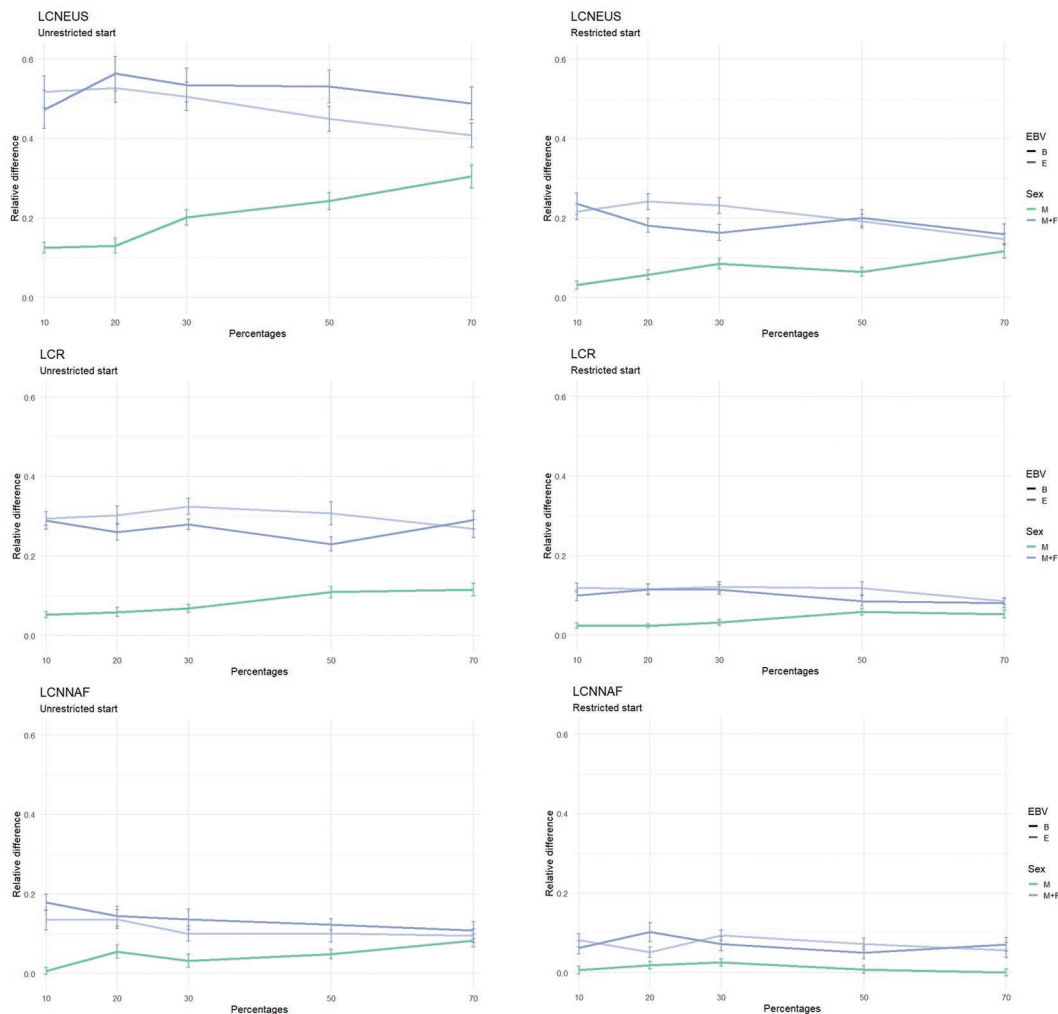 LCNEUS
Unrestricted start
0.6
0.4
0.2
0.0
Relative difference
10 20 30 50 70
Percentages
LCNEUS
Restricted start
0.6
0.4
0.2
0.0
Relative difference
10 20 30 50 70
Percentages
EBV
B
E
Sex
M
M+F
LCR
Unrestricted start
0.6
0.4
0.2
0.0
Relative difference
10 20 30 50 70
Percentages
LCR
Restricted start
0.6
0.4
0.2
0.0
Relative difference
10 20 30 50 70
Percentages
EBV
B
E
Sex
M
M+F
LCNNAF
Unrestricted start
0.6
0.4
0.2
0.0
Relative difference
10 20 30 50 70
Percentages
LCNNAF
Restricted start
0.6
0.4
0.2
0.0
Relative difference
10 20 30 50 70
Percentages
EBV
B
E
Sex
M
M+F